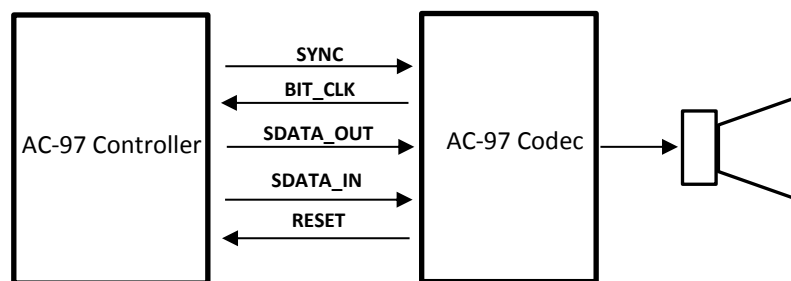 SYNC
BIT_CLK
AC-97 Controller
SDATA_OUT
AC-97 Codec
SDATA_IN
RESET